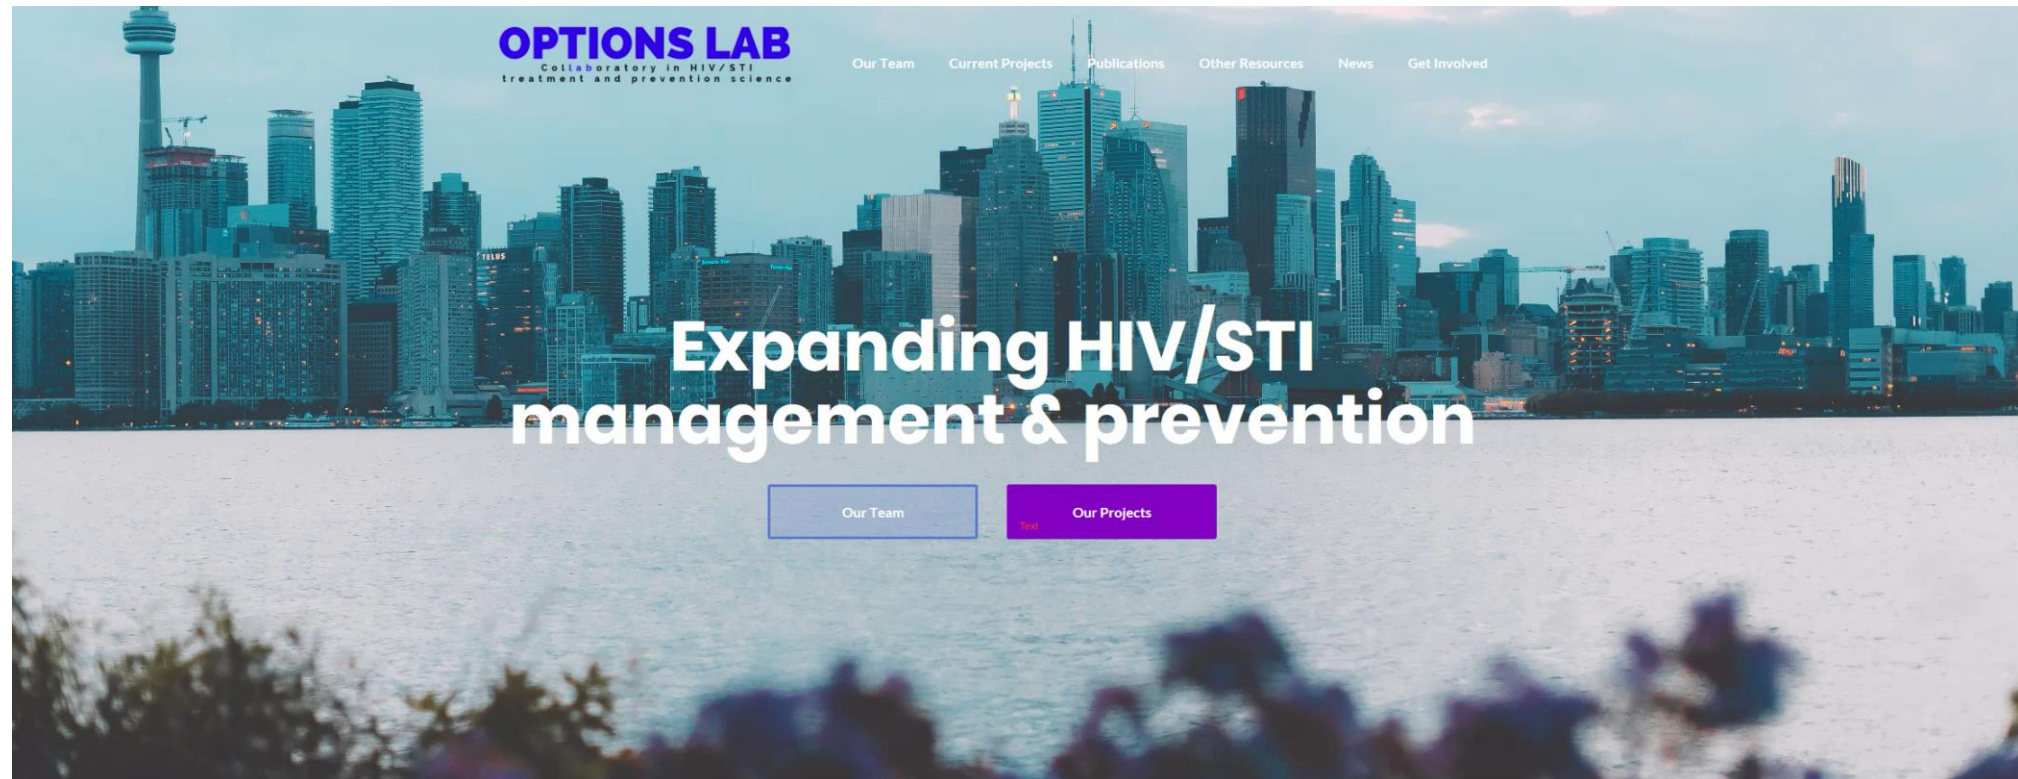 OPTIONS LAB
Collaboratory in HIV/STI
treatment and prevention science
Our Team Current Projects Publications Other Resources News Get Involved
TELUS
Expanding HIV/STI
management & prevention
Our Team
Our Projects
Text